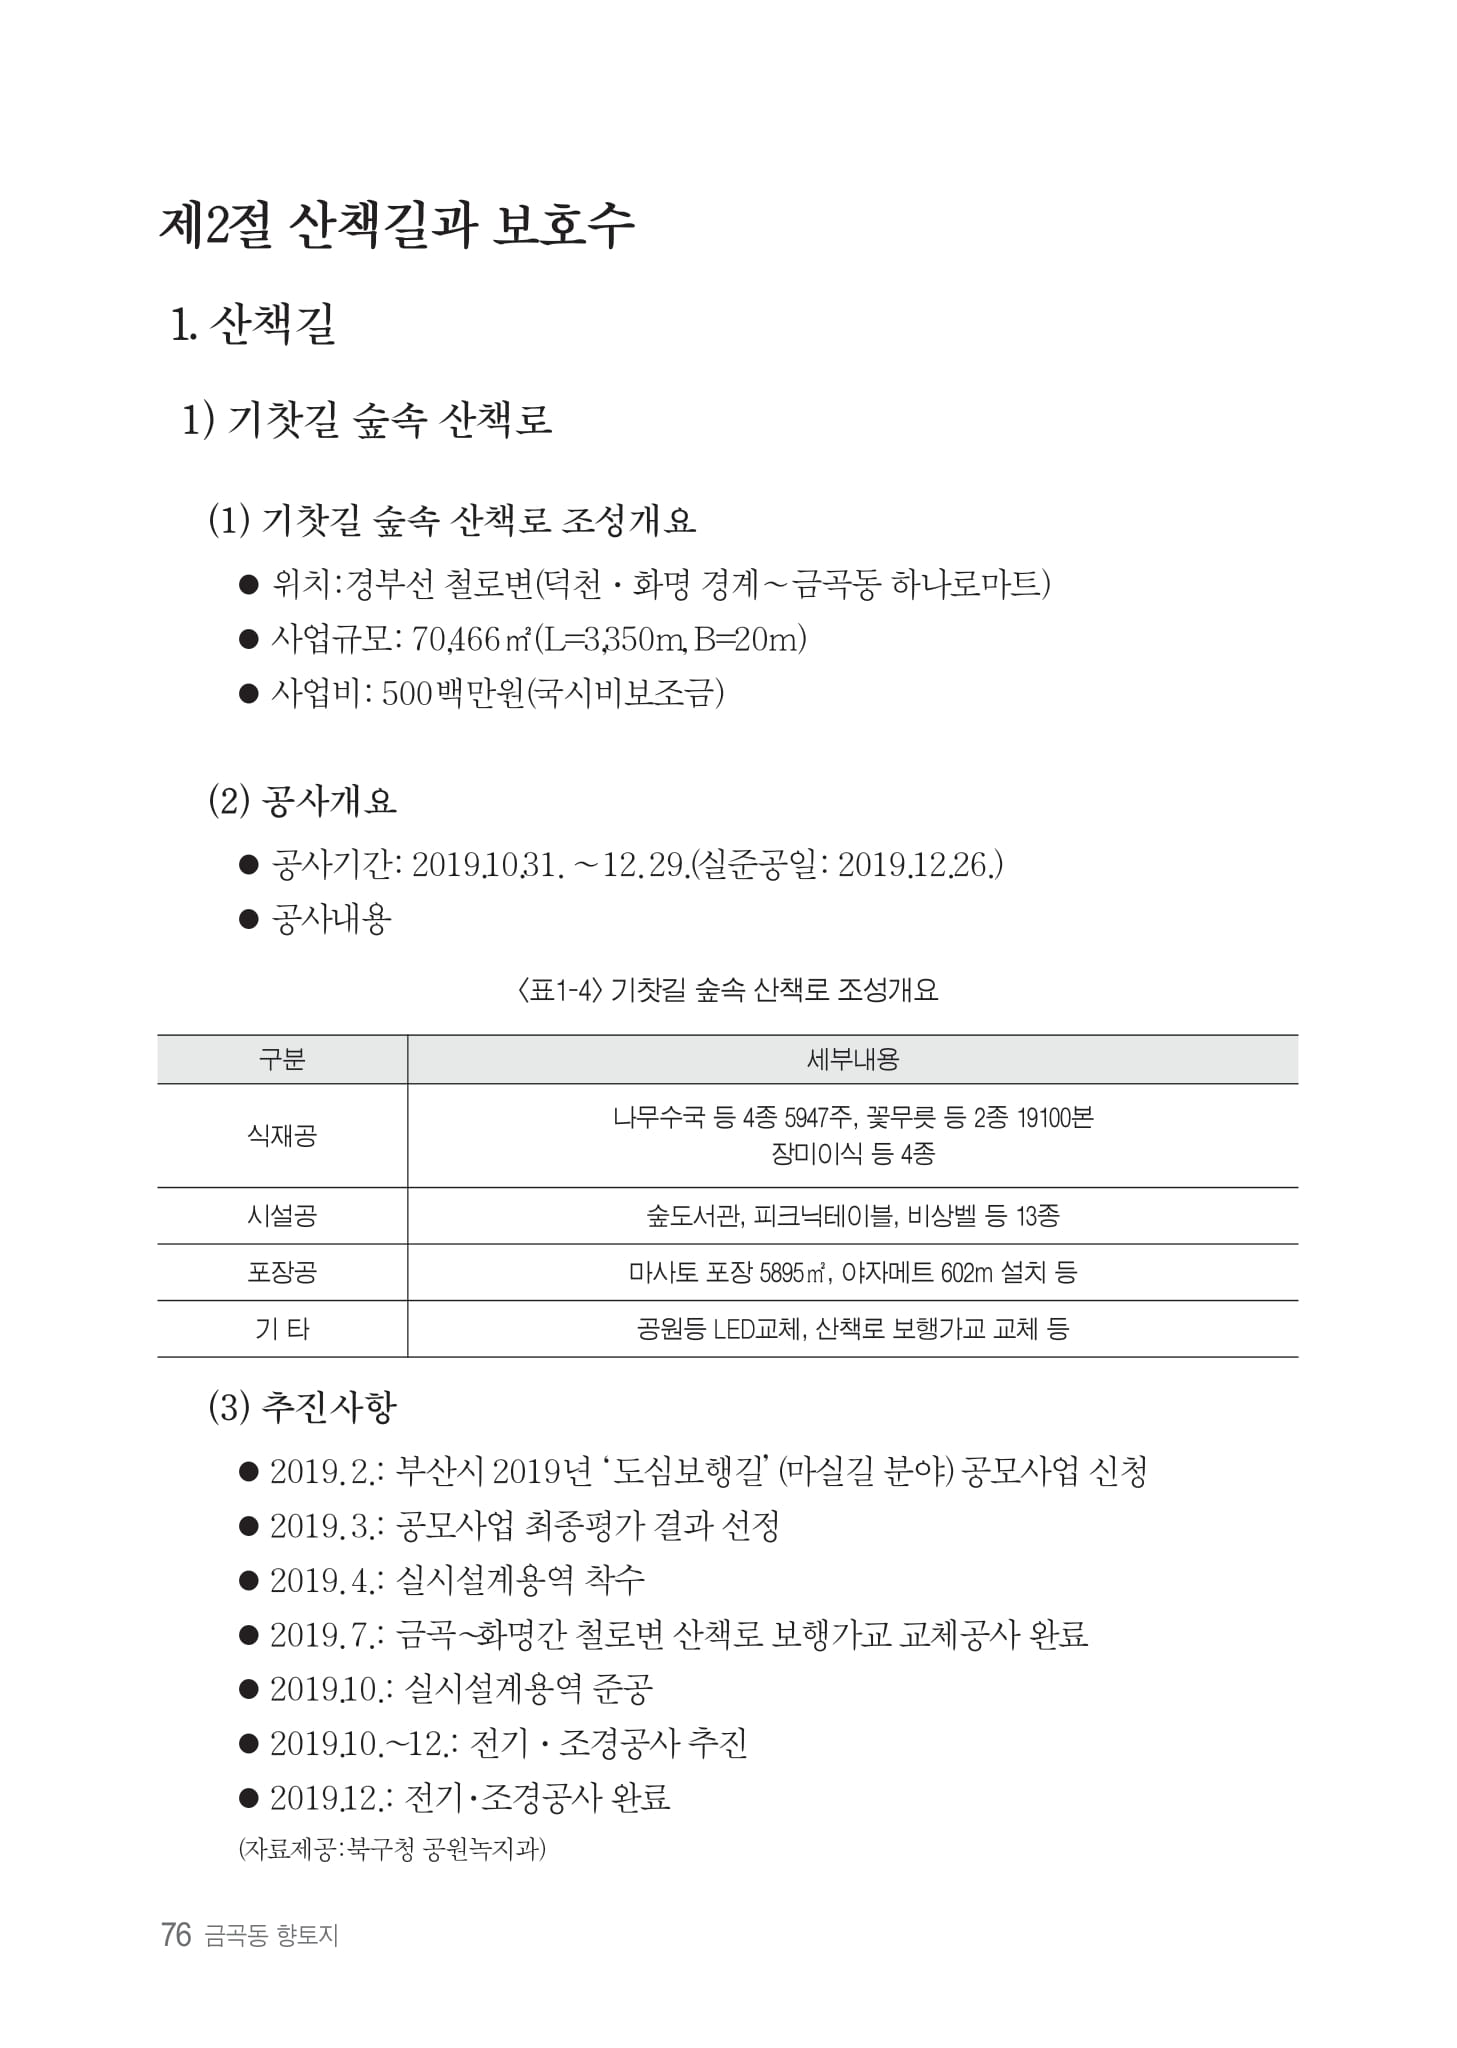 제2절 산책길과 보호수
1. 산책길
1) 기찻길 숲속 산책로
(1) 기찻길 숲속 산책로 조성개요
● 위치:경부선 철로변(덕천·화명 경계~금곡동 하나로마트)
● 사업규모: 70,466㎡(L=3,350m, B=20m)
● 사업비: 500백만원(국시비보조금)
(2) 공사개요
● 공사기간: 2019.10.31. ~12. 29.(실준공일: 2019.12.26.)
● 공사내용
<표1-4> 기찻길 숲속 산책로 조성개요
구분 세부내용
식재공 나무수국 등 4종 5947주, 꽃무릇 등 2종 19100본
장미이식 등 4종
시설공 숲도서관, 피크닉테이블, 비상벨 등 13종
포장공 마사토 포장 5895㎡, 야자메트 602m 설치 등
기 타 공원등 LED교체, 산책로 보행가교 교체 등
(3) 추진사항
● 2019. 2.: 부산시 2019년 ‘도심보행길’ (마실길 분야) 공모사업 신청
● 2019. 3.: 공모사업 최종평가 결과 선정
● 2019. 4.: 실시설계용역 착수
● 2019. 7.: 금곡~화명간 철로변 산책로 보행가교 교체공사 완료
● 2019.10.: 실시설계용역 준공
● 2019.10.~12.: 전기·조경공사 추진
● 2019.12.: 전기·조경공사 완료
(자료제공:북구청 공원녹지과)
76 금곡동 향토지